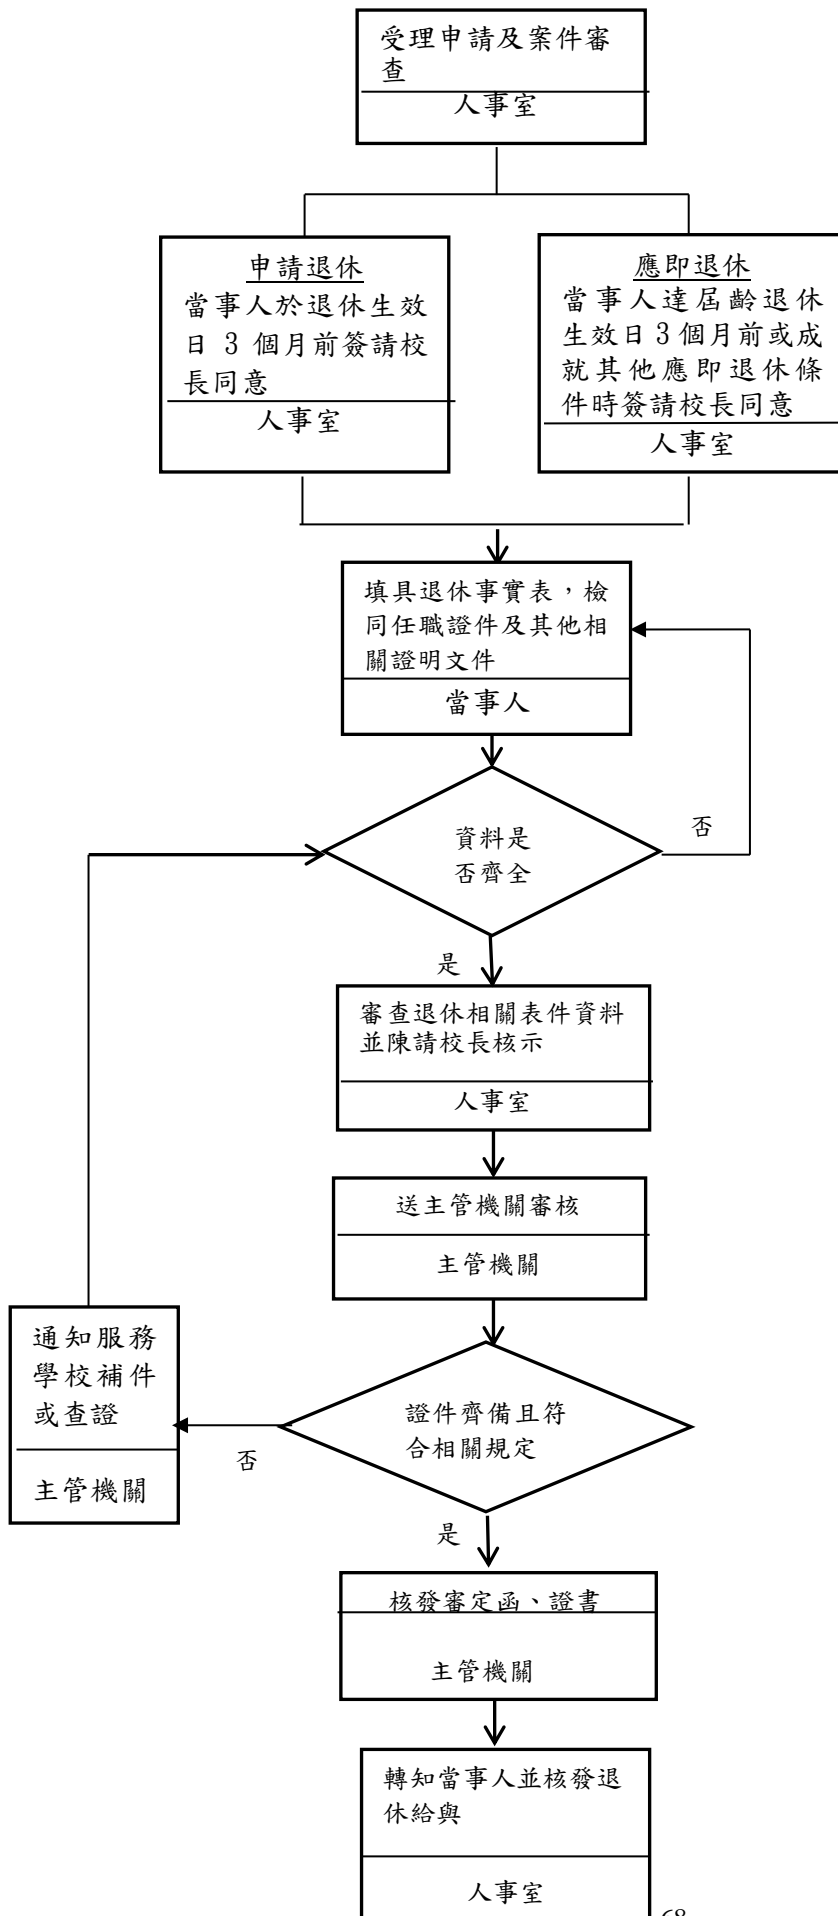 受理申請及案件審
查
人事室
申請退休
當事人於退休生效
日 3 個月前簽請校
長同意
人事室
應即退休
當事人達屆齡退休
生效日 3 個月前或成
就其他應即退休條
件時簽請校長同意
人事室
填具退休事實表，檢
同任職證件及其他相
關證明文件
當事人
資料是
否齊全
否
是
審查退休相關表件資料
並陳請校長核示
人事室
送主管機關審核
主管機關
通知服務
學校補件
或查證
主管機關
證件齊備且符
合相關規定
否
是
核發審定函、證書
主管機關
轉知當事人並核發退
休給與
人事室